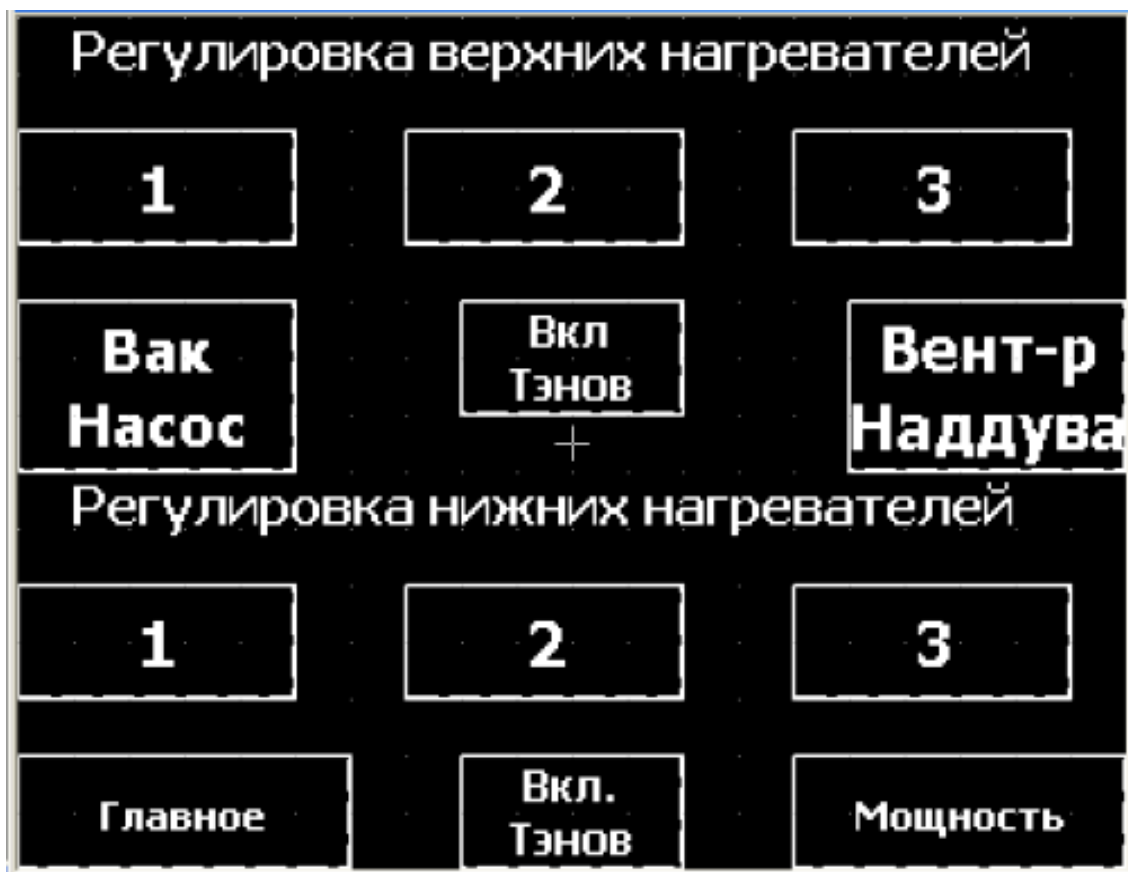 Регулировка верхних нагревателей
1 2 3
Вак Насос
Вкл Тэнов
Вент-р Наддува
Регулировка нижних нагревателей
1 2 3
Главное
Вкл. Тэнов
Мощность